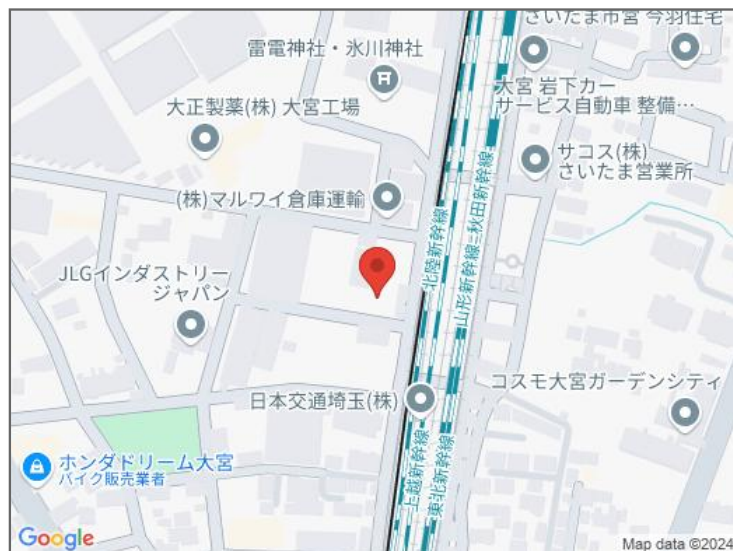 さいたま市宮 今羽住宅
雷電神社・氷川神社
大宮 岩下カー
サービス自動車 整備…
大正製薬(株) 大宮工場
サコス(株)
さいたま営業所
(株)マルワイ倉庫運輸
北陸新幹線
山形新幹線=秋田新幹線
JLGインダストリー
ジャパン
日本交通埼玉(株)
コスモ大宮ガーデンシティ
上越新幹線
東北新幹線
ホンダドリーム大宮
バイク販売業者
Google
Map data ©2024